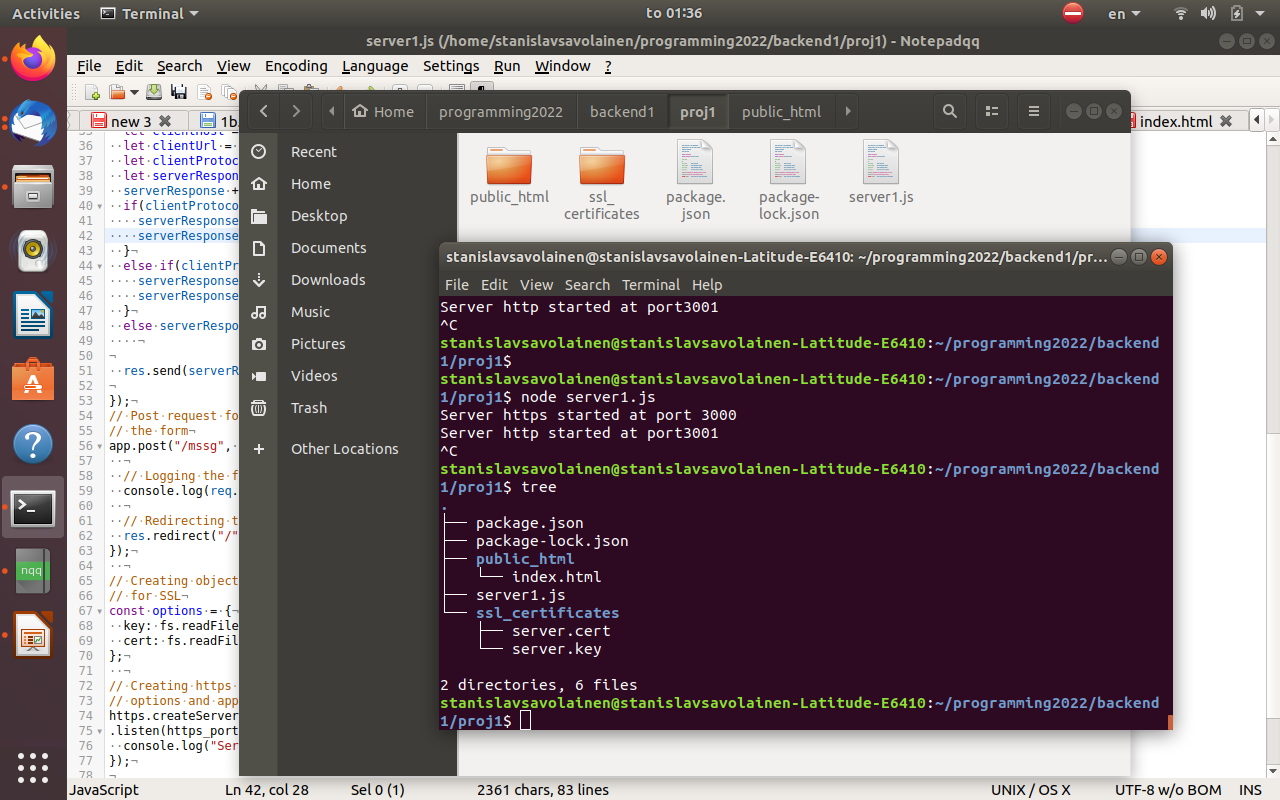 Activities
Terminal
to 01:36
en
server1.js (/home/stanislavsavolainen/programming2022/backend1/proj1) - Notepadqq
File Edit Search View Encoding Language Settings Run Window ?
new 3
1b
index.html
36 let clientUrl =
37 let clientProtoc
38 let serverRespon
39 serverResponse +
40 if(clientProtoco
41 ····serverResponse
42 ····serverResponse
43 ··}¬
44 ··else·if(clientPr
45 ····serverResponse
46 ····serverResponse
47 ··}¬
48 ··else·serverRespo
49 ····¬
50 ¬
51 ··res.send(serverR
52 ¬
53 });¬
54 //·Post·request·fo
55 //·the·form¬
56 app.post("/mssg",·
57 ··¬
58 ··//·Logging·the·f
59 ··console.log(req.
60 ··¬
61 ··//·Redirecting·t
62 ··res.redirect("/"
63 });¬
64 ··¬
65 //·Creating·object
66 //·for·SSL¬
67 const·options·=·{¬
68 ··key:·fs.readFile
69 ··cert:·fs.readFil
70 };¬
71 ··¬
72 //·Creating·https·
73 //·options·and·app
74 https.createServer
75 .listen(https_port
76 ··console.log("Ser
77 });¬
78 ¬
Home programming2022 backend1 proj1 public_html
Recent
Home
Desktop
Documents
Downloads
Music
Pictures
Videos
Trash
Other Locations
public_html
ssl_
certificates
package.
json
package-
lock.json
server1.js
stanislavsavolainen@stanislavsavolainen-Latitude-E6410: ~/programming2022/backend1/pr...
File Edit View Search Terminal Help
Server http started at port3001
^C
stanislavsavolainen@stanislavsavolainen-Latitude-E6410:~/programming2022/backend
1/proj1$
stanislavsavolainen@stanislavsavolainen-Latitude-E6410:~/programming2022/backend
1/proj1$ node server1.js
Server https started at port 3000
Server http started at port3001
^C
stanislavsavolainen@stanislavsavolainen-Latitude-E6410:~/programming2022/backend
1/proj1$ tree
.
├── package.json
├── package-lock.json
├── public_html
│   └── index.html
├── server1.js
└── ssl_certificates
    ├── server.cert
    └── server.key
2 directories, 6 files
stanislavsavolainen@stanislavsavolainen-Latitude-E6410:~/programming2022/backend
1/proj1$
nqq
JavaScript
Ln 42, col 28
Sel 0 (1)
2361 chars, 83 lines
UNIX / OS X
UTF-8 w/o BOM
INS